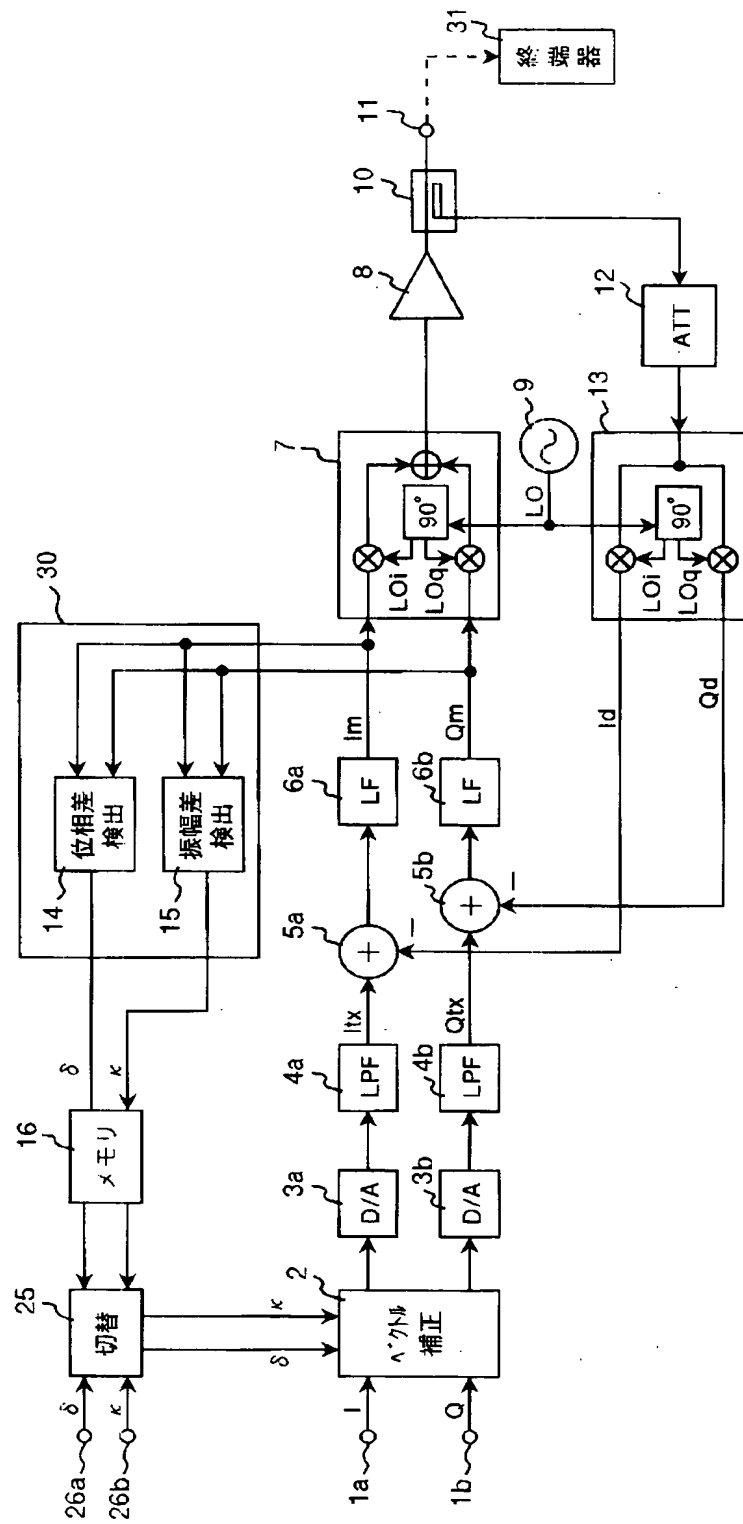 30
位相差
検出
14
振幅差
検出
15
δ
κ
16
メモリ
25
切替
δ
26a
κ
26b
κ
δ
2
ベクトル
補正
I
1a
Q
1b
3a
D/A
3b
D/A
4a
LPF
4b
LPF
Itx
Qtx
5a
+
−
5b
+
−
6a
LF
6b
LF
Im
Qm
7
90°
LOi
LOq
8
10
11
31
終端器
9
LO
12
ATT
13
90°
LOi
LOq
Id
Qd